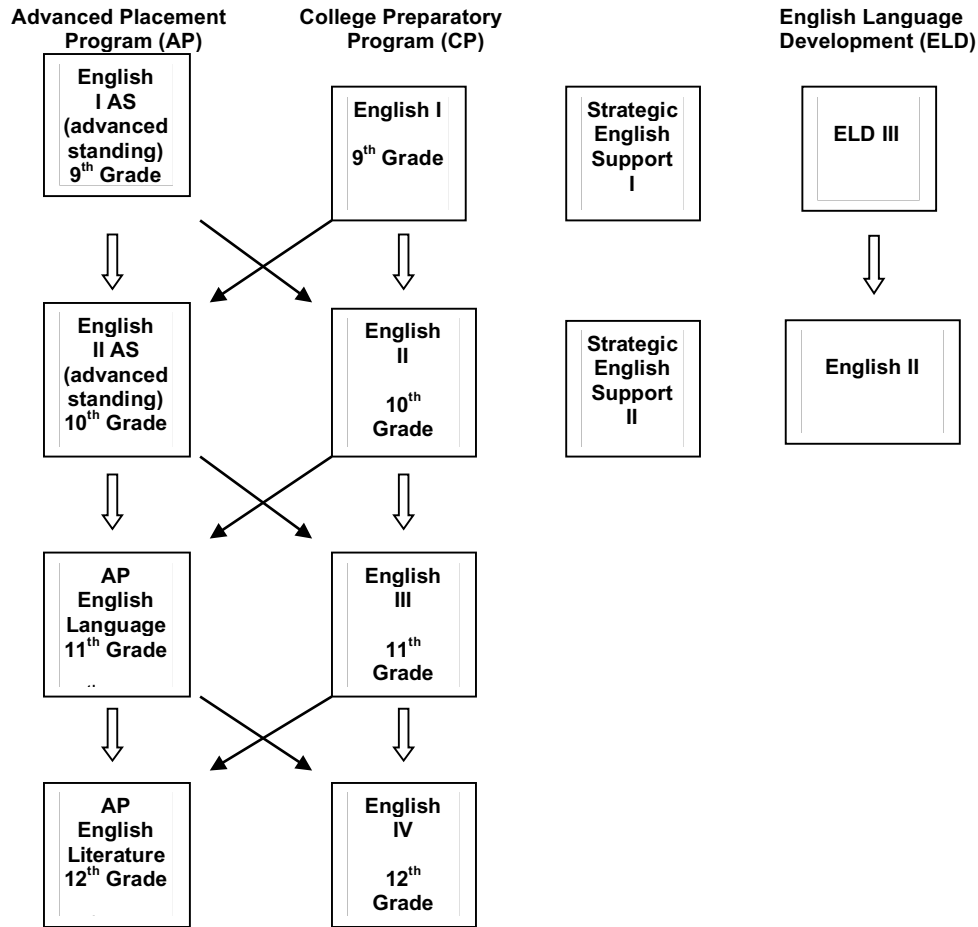 Advanced Placement
Program (AP)
College Preparatory
Program (CP)
English Language
Development (ELD)
English
I AS
(advanced
standing)
9th Grade
English I
9th Grade
Strategic
English
Support
I
ELD III
English
II AS
(advanced
standing)
10th Grade
English
II
10th
Grade
Strategic
English
Support
II
English II
AP
English
Language
11th Grade
English
III
11th
Grade
AP
English
Literature
12th Grade
English
IV
12th
Grade